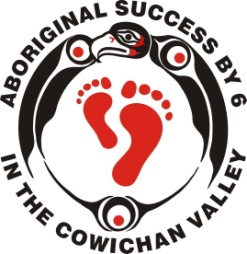 ABORIGINAL SUCCESS BY 6
IN THE COWICHAN VALLEY